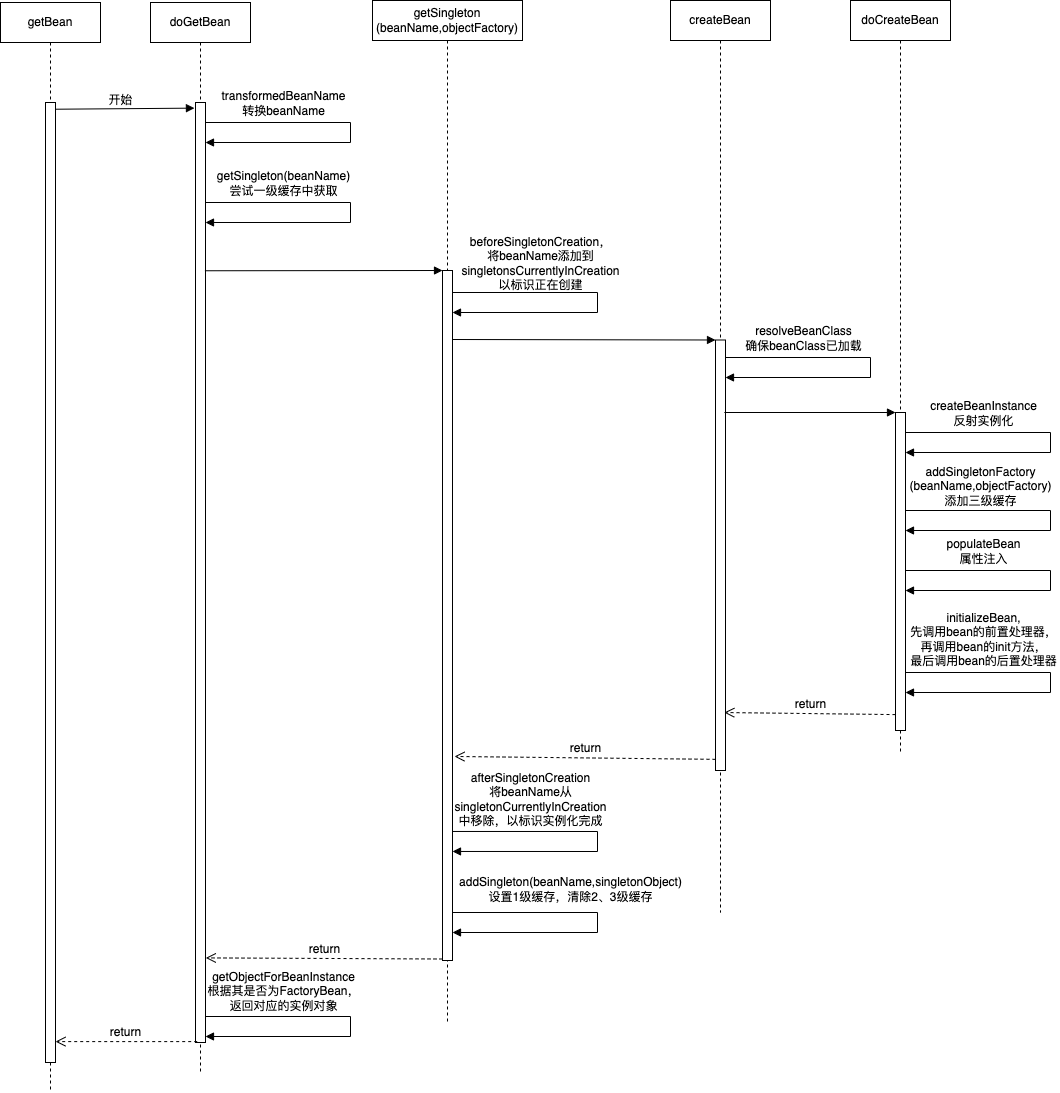 getBean
doGetBean
getSingleton
(beanName,objectFactory)
createBean
doCreateBean
开始
transformedBeanName
转换beanName
getSingleton(beanName)
尝试一级缓存中获取
beforeSingletonCreation，
将beanName添加到
singletonsCurrentlyInCreation
以标识正在创建
resolveBeanClass
确保beanClass已加载
createBeanInstance
反射实例化
addSingletonFactory
(beanName,objectFactory)
添加三级缓存
populateBean
属性注入
initializeBean,
先调用bean的前置处理器，
再调用bean的init方法，
最后调用bean的后置处理器
return
return
afterSingletonCreation
将beanName从
singletonCurrentlyInCreation
中移除，以标识实例化完成
addSingleton(beanName,singletonObject)
设置1级缓存，清除2、3级缓存
return
getObjectForBeanInstance
根据其是否为FactoryBean，
返回对应的实例对象
return